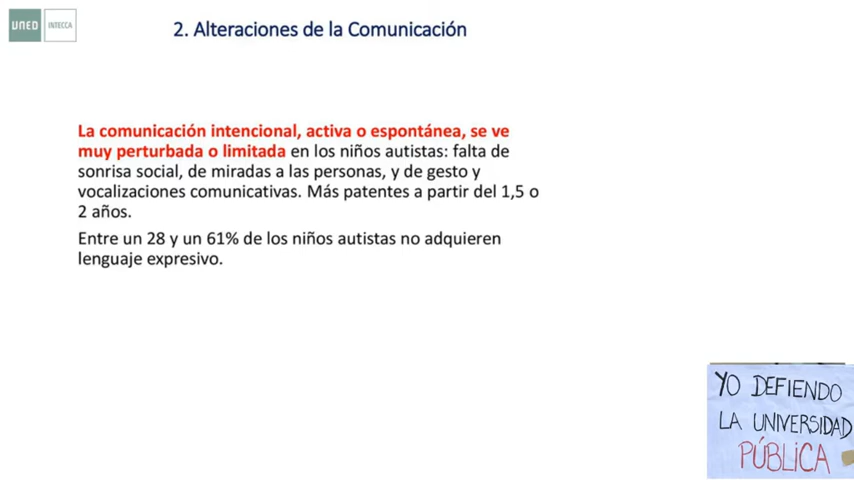 UNED
INTECCA
2. Alteraciones de la Comunicación
La comunicación intencional, activa o espontánea, se ve
muy perturbada o limitada en los niños autistas: falta de
sonrisa social, de miradas a las personas, y de gesto y
vocalizaciones comunicativas. Más patentes a partir del 1,5 o
2 años.
Entre un 28 y un 61% de los niños autistas no adquieren
lenguaje expresivo.
YO DEFIENDO
LA UNIVERSIDAD
PÚBLICA